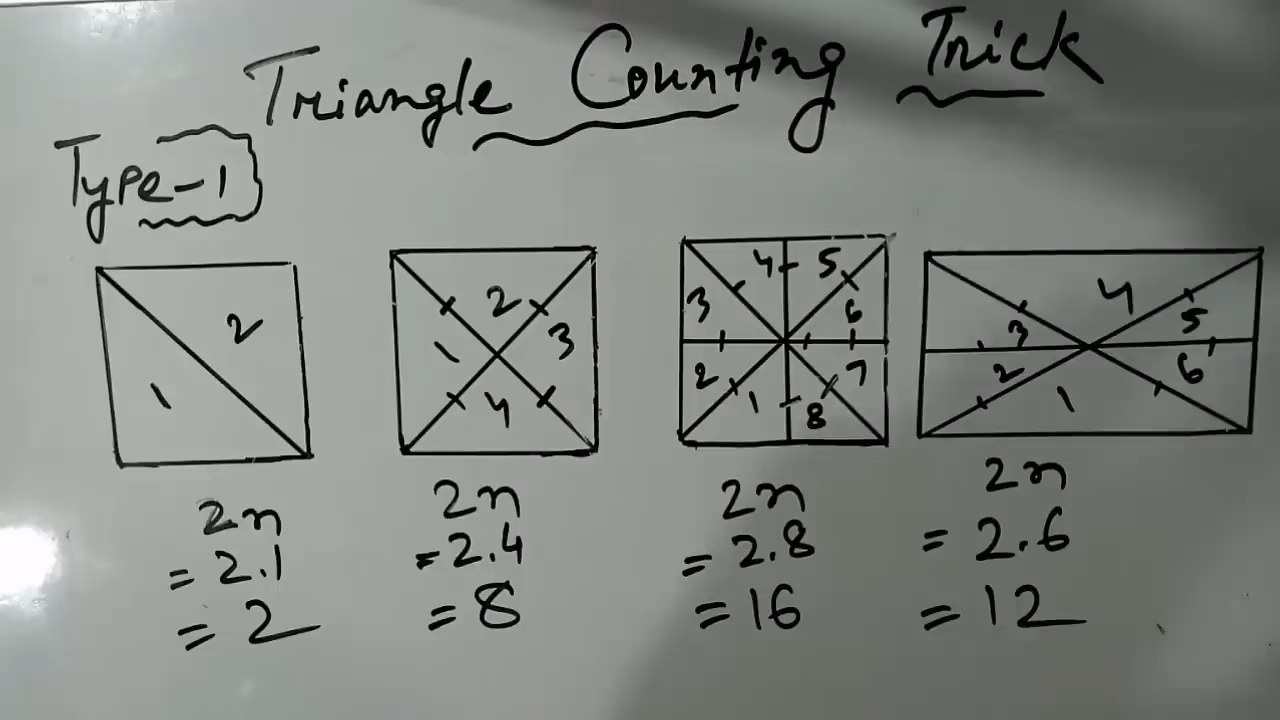 Triangle Counting Trick
Type-1
1 2
1 2 3 4
1 2 3 4 5 6 7 8
1 2 3 4 5 6
2n
= 2.1
= 2
2n
= 2.4
= 8
2n
= 2.8
= 16
2n
= 2.6
= 12